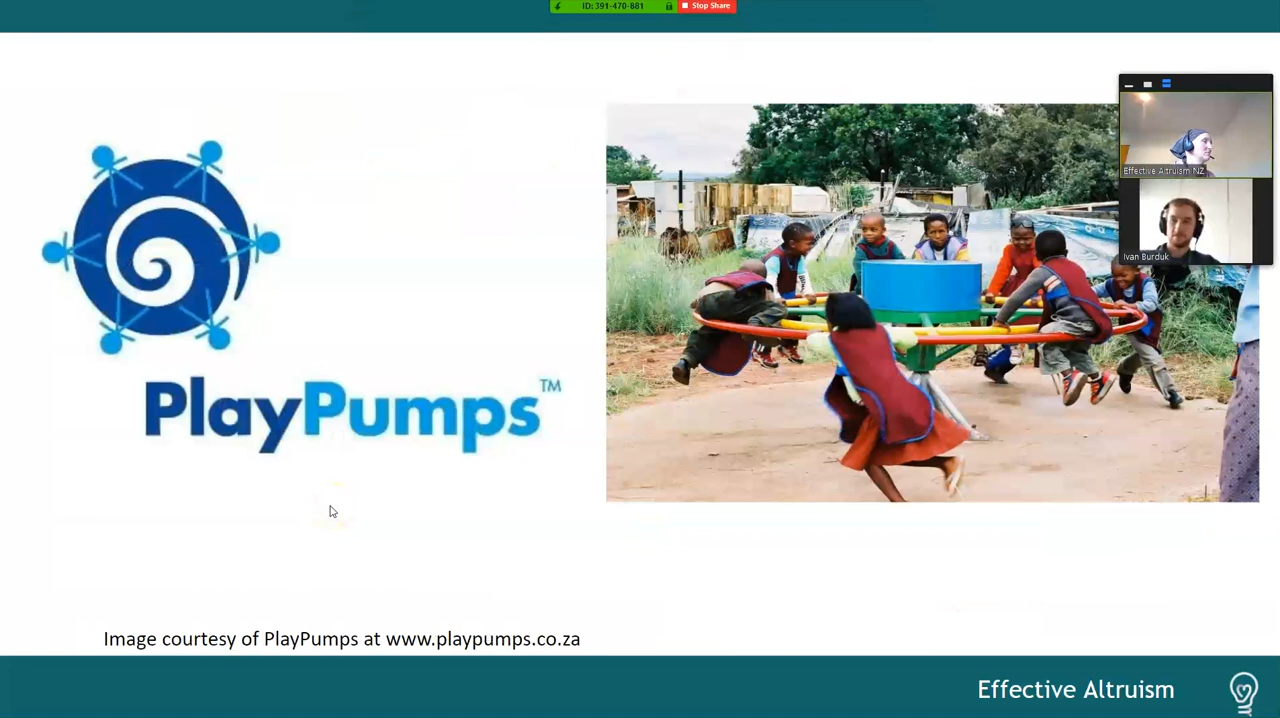 ID: 391-470-881
Stop Share
Effective Altruism NZ
Ivan Burduk
PlayPumps™
Image courtesy of PlayPumps at www.playpumps.co.za
Effective Altruism